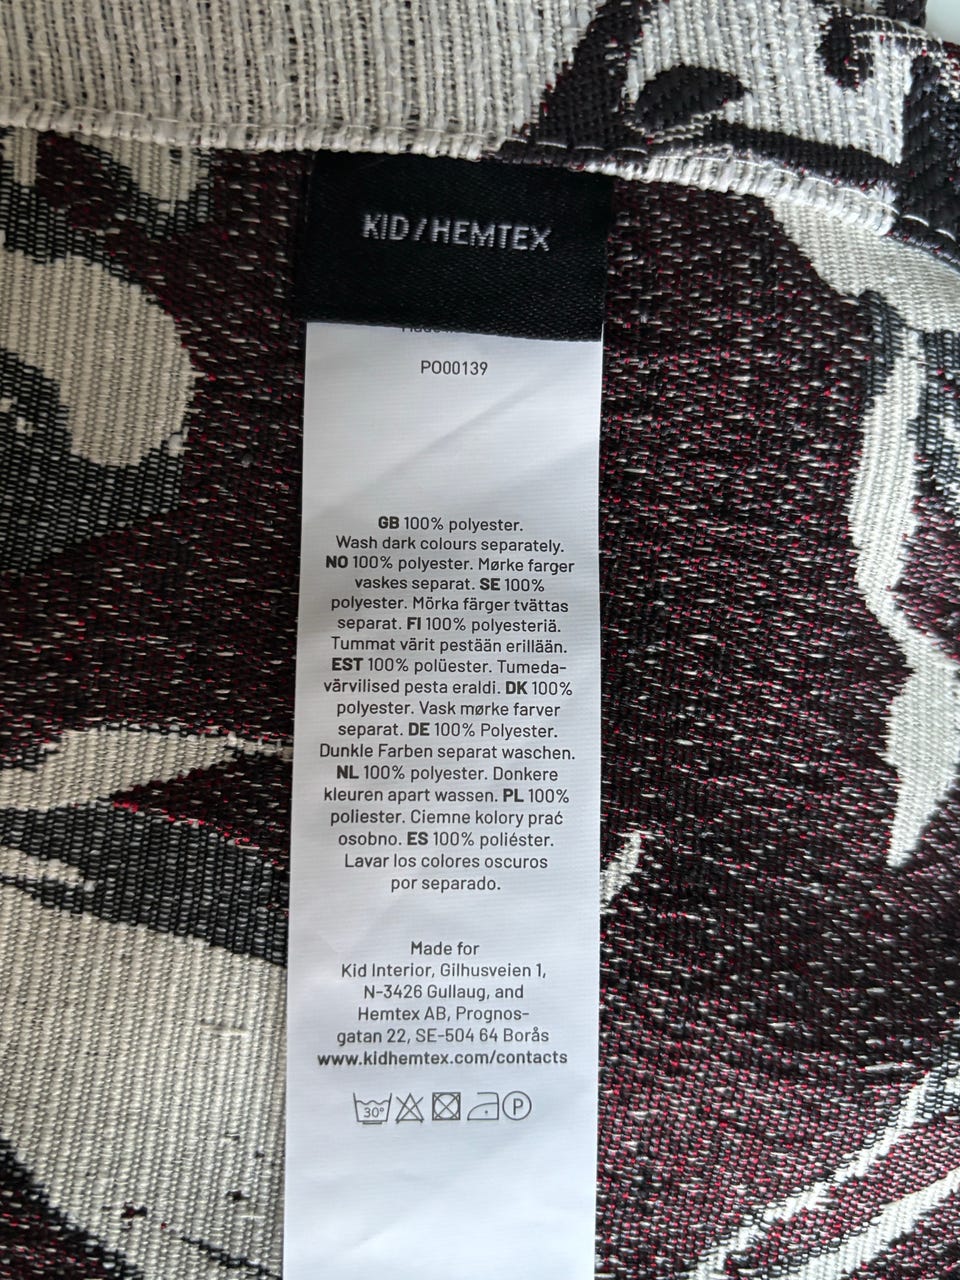 KID/HEMTEX
PO00139
GB 100% polyester.
Wash dark colours separately.
NO 100% polyester. Mørke farger
vaskes separat. SE 100%
polyester. Mörka färger tvättas
separat. FI 100% polyesteriä.
Tummat värit pestään erillään.
EST 100% polüester. Tumeda-
värvilised pesta eraldi. DK 100%
polyester. Vask mørke farver
separat. DE 100% Polyester.
Dunkle Farben separat waschen.
NL 100% polyester. Donkere
kleuren apart wassen. PL 100%
poliester. Ciemne kolory prać
osobno. ES 100% poliéster.
Lavar los colores oscuros
por separado.
Made for
Kid Interior, Gilhusveien 1,
N-3426 Gullaug, and
Hemtex AB, Prognos-
gatan 22, SE-504 64 Borås
www.kidhemtex.com/contacts
30° P